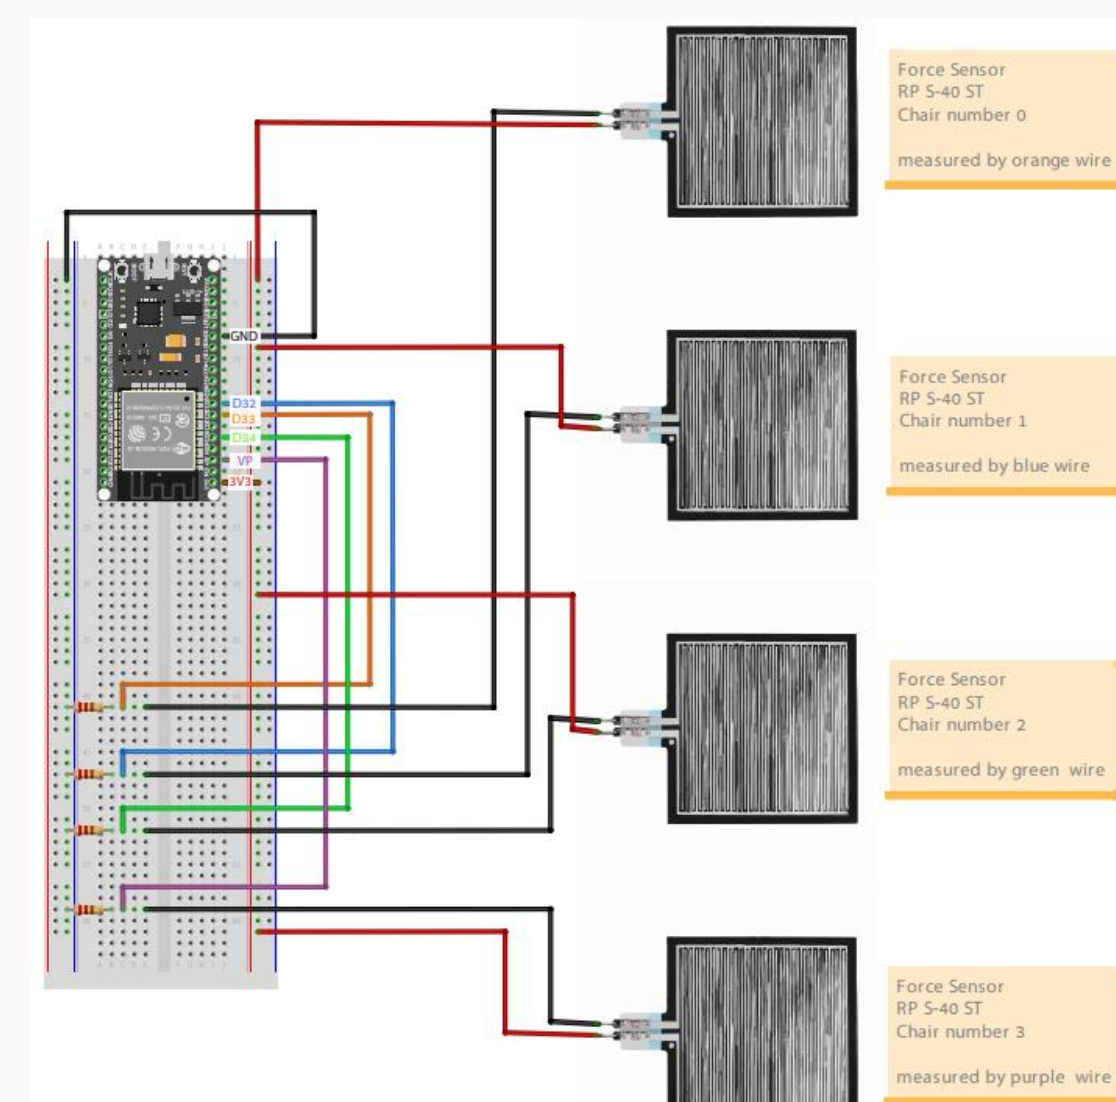 Force Sensor
RP S-40 ST
Chair number 0
measured by orange wire
GND
Force Sensor
RP S-40 ST
Chair number 1
measured by blue wire
D32
D33
D34
VP
3V3
Force Sensor
RP S-40 ST
Chair number 2
measured by green wire
Force Sensor
RP S-40 ST
Chair number 3
measured by purple wire